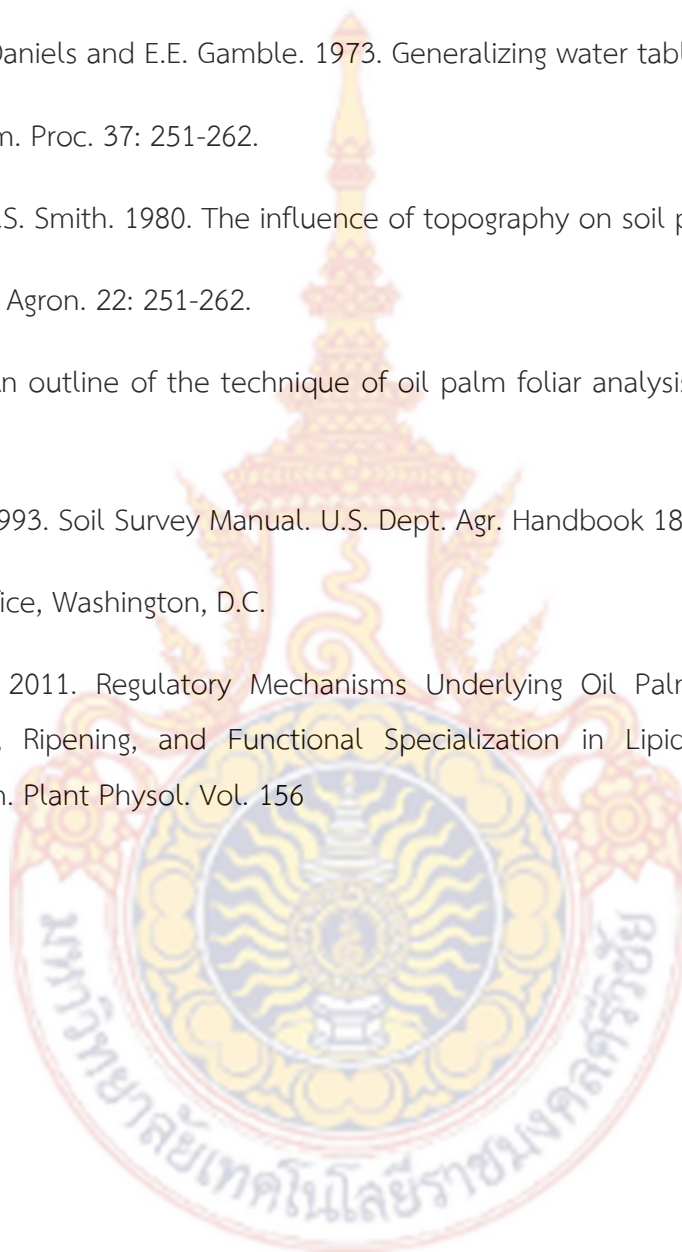 Daniels and E.E. Gamble. 1973. Generalizing water tabl
m. Proc. 37: 251-262.
.S. Smith. 1980. The influence of topography on soil p
Agron. 22: 251-262.
n outline of the technique of oil palm foliar analysis
993. Soil Survey Manual. U.S. Dept. Agr. Handbook 18
fice, Washington, D.C.
2011. Regulatory Mechanisms Underlying Oil Palm
, Ripening, and Functional Specialization in Lipid
n. Plant Physol. Vol. 156
มหาวิทยาลัยเทคโนโลยีราชมงคลศรีวิชัย